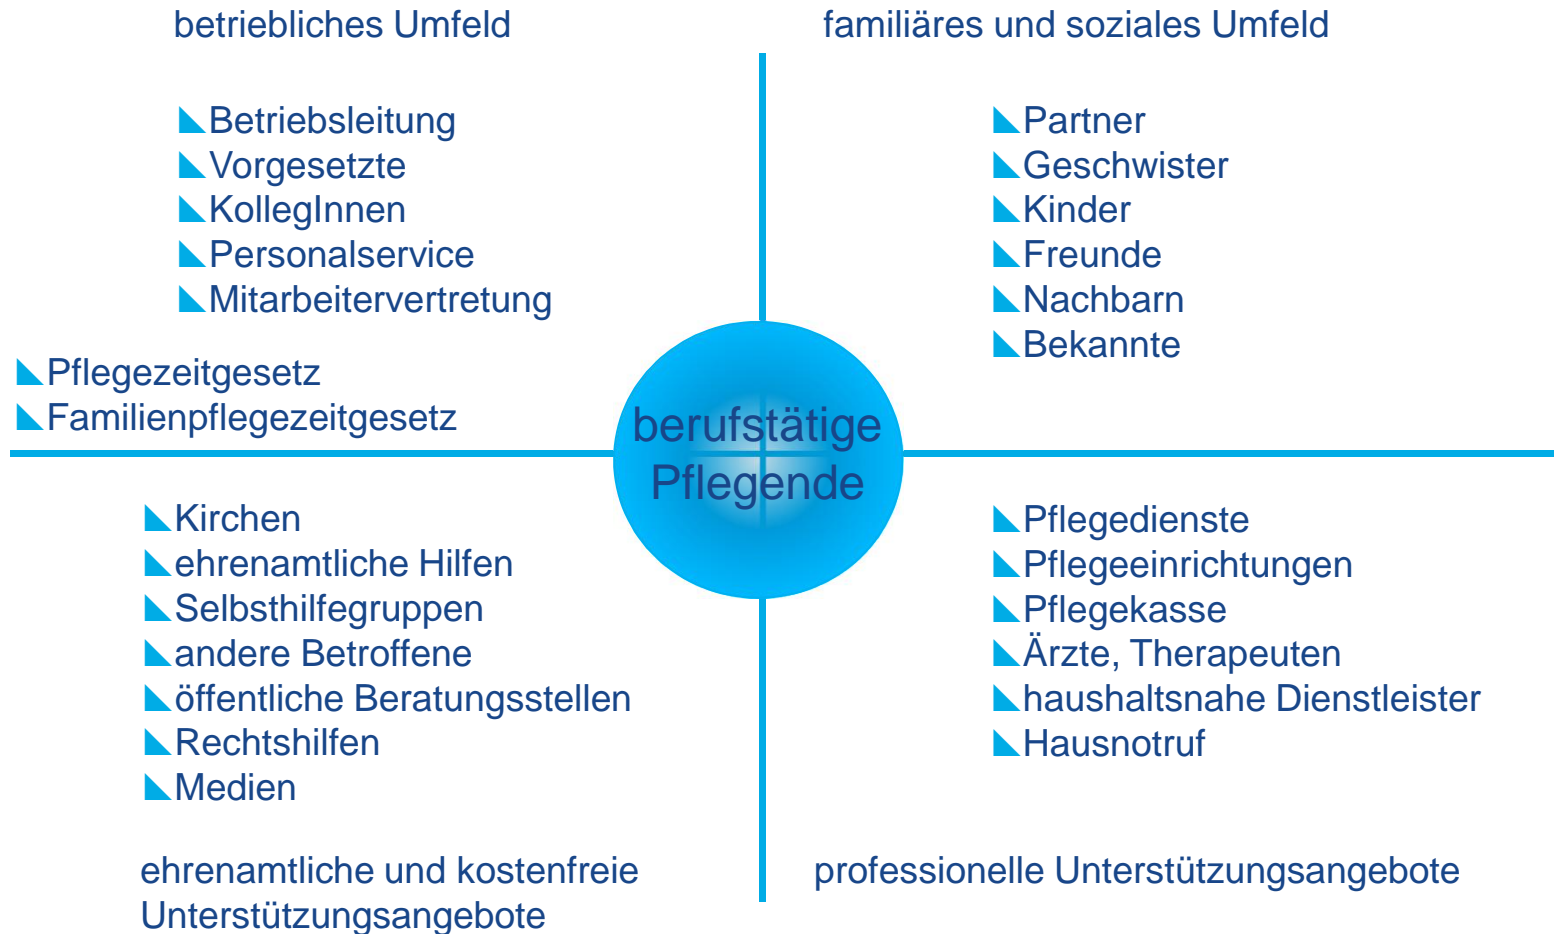 betriebliches Umfeld
Betriebsleitung
Vorgesetzte
KollegInnen
Personalservice
Mitarbeitervertretung
Pflegezeitgesetz
Familienpflegezeitgesetz
familiäres und soziales Umfeld
Partner
Geschwister
Kinder
Freunde
Nachbarn
Bekannte
berufstätige
Pflegende
Kirchen
ehrenamtliche Hilfen
Selbsthilfegruppen
andere Betroffene
öffentliche Beratungsstellen
Rechtshilfen
Medien
ehrenamtliche und kostenfreie
Unterstützungsangebote
Pflegedienste
Pflegeeinrichtungen
Pflegekasse
Ärzte, Therapeuten
haushaltsnahe Dienstleister
Hausnotruf
professionelle Unterstützungsangebote